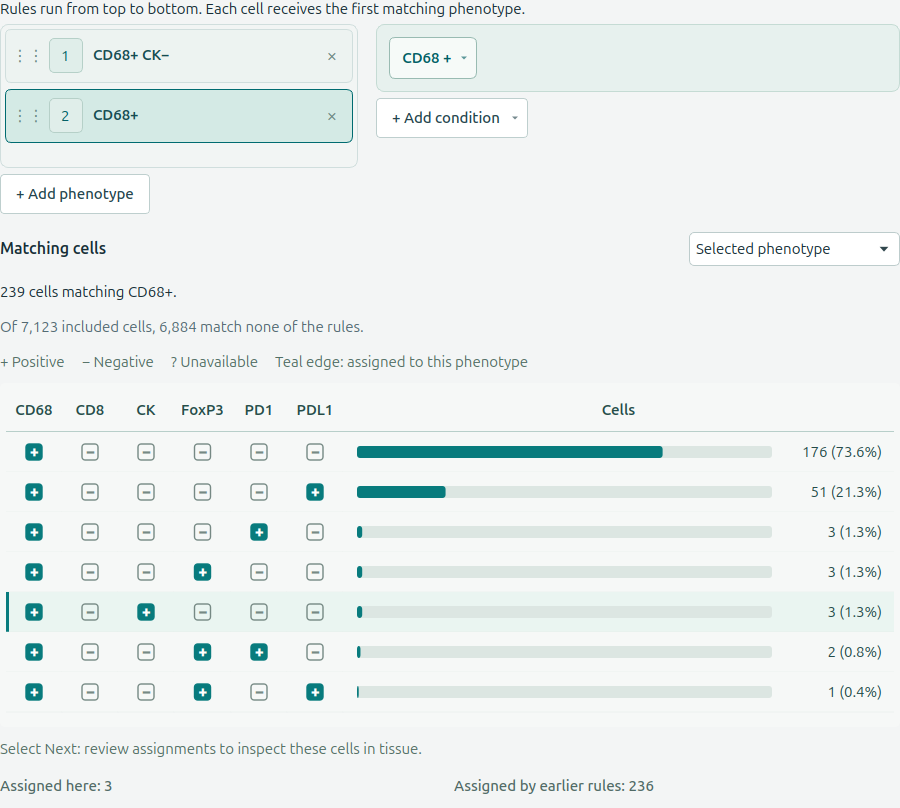 Rules run from top to bottom. Each cell receives the first matching phenotype.
1 CD68+ CK− ×
CD68 +
2 CD68+ ×
+ Add condition
+ Add phenotype
Matching cells
Selected phenotype
239 cells matching CD68+.
Of 7,123 included cells, 6,884 match none of the rules.
+ Positive − Negative ? Unavailable Teal edge: assigned to this phenotype
CD68 CD8 CK FoxP3 PD1 PDL1 Cells
+ − − − − − 176 (73.6%)
+ − − − − + 51 (21.3%)
+ − − − + − 3 (1.3%)
+ − − + − − 3 (1.3%)
+ − + − − − 3 (1.3%)
+ − − + + − 2 (0.8%)
+ − − + − + 1 (0.4%)
Select Next: review assignments to inspect these cells in tissue.
Assigned here: 3 Assigned by earlier rules: 236